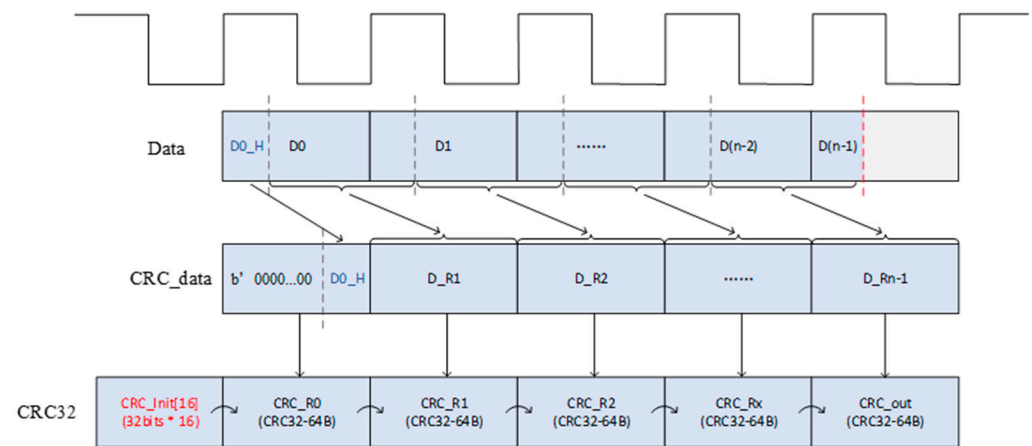 Data D0_H D0 D1 ...... D(n-2) D(n-1)
CRC_data b' 0000...00 D0_H D_R1 D_R2 ...... D_Rn-1
CRC32 CRC_Init[16] CRC_R0 CRC_R1 CRC_R2 CRC_Rx CRC_out
(32bits * 16) (CRC32-64B) (CRC32-64B) (CRC32-64B) (CRC32-64B) (CRC32-64B)